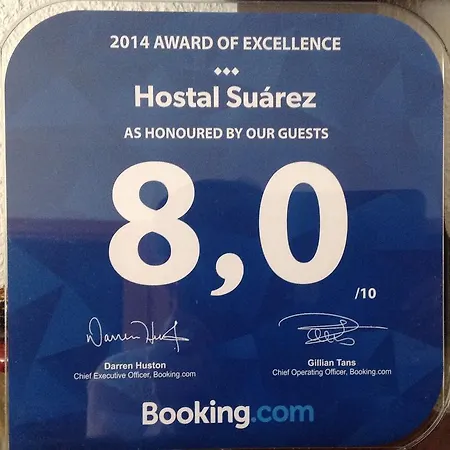 2014 AWARD OF EXCELLENCE
Hostal Suárez
AS HONOURED BY OUR GUESTS
8,0
/10
Darren Huston
Chief Executive Officer, Booking.com
Gillian Tans
Chief Operating Officer, Booking.com
Booking.com